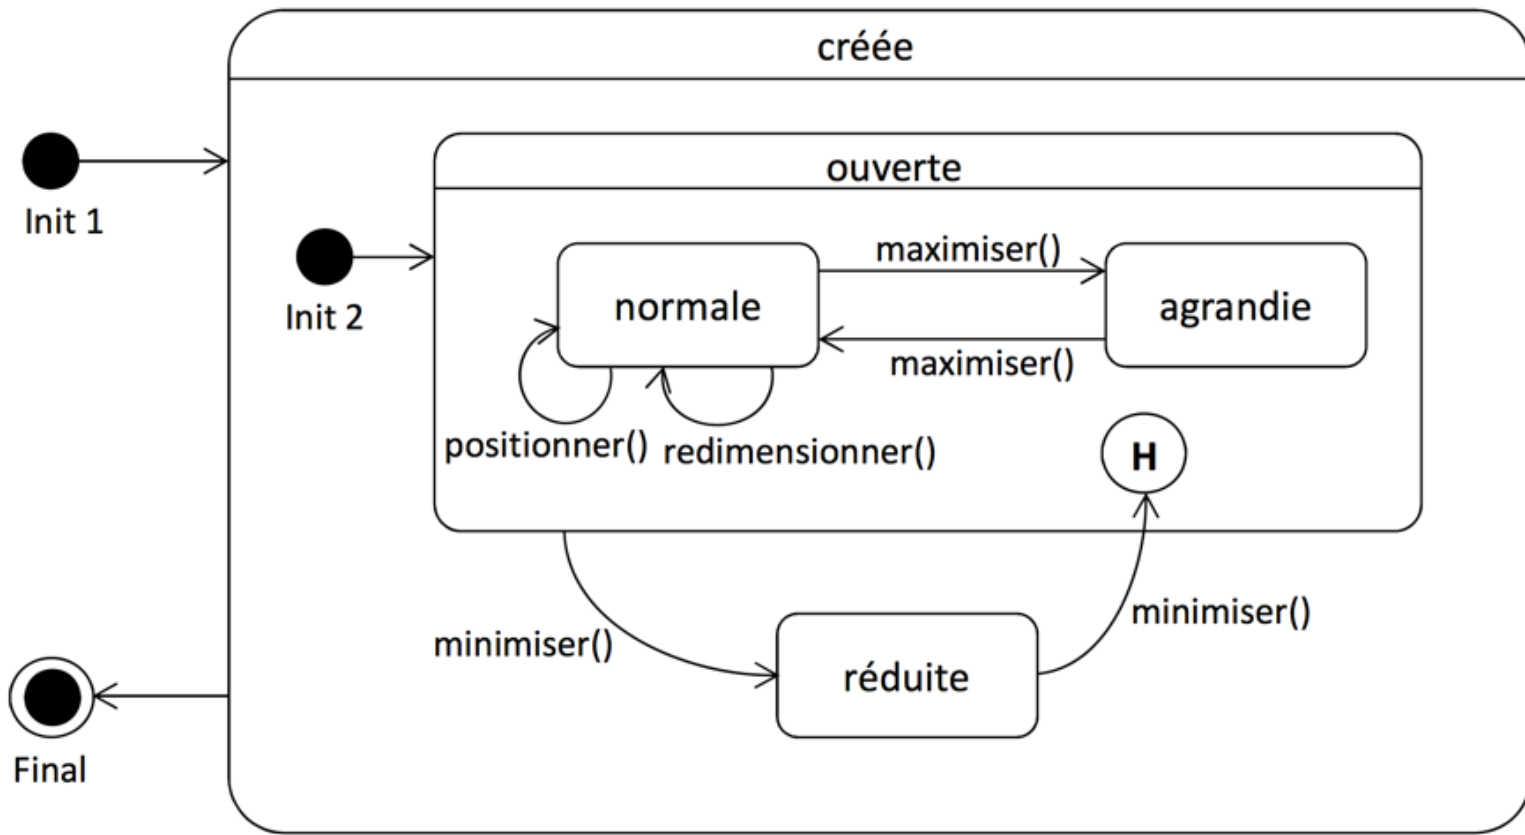 créée
ouverte
Init 1
Init 2
normale
maximiser()
agrandie
maximiser()
positionner()
redimensionner()
H
minimiser()
minimiser()
réduite
Final